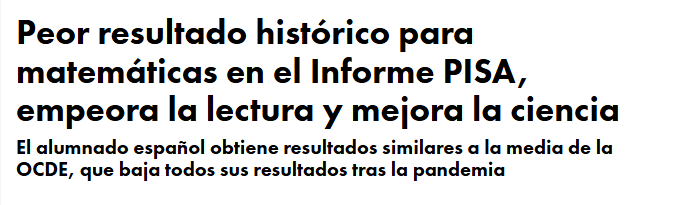 Peor resultado histórico para
matemáticas en el Informe PISA,
empeora la lectura y mejora la ciencia
El alumnado español obtiene resultados similares a la media de la
OCDE, que baja todos sus resultados tras la pandemia